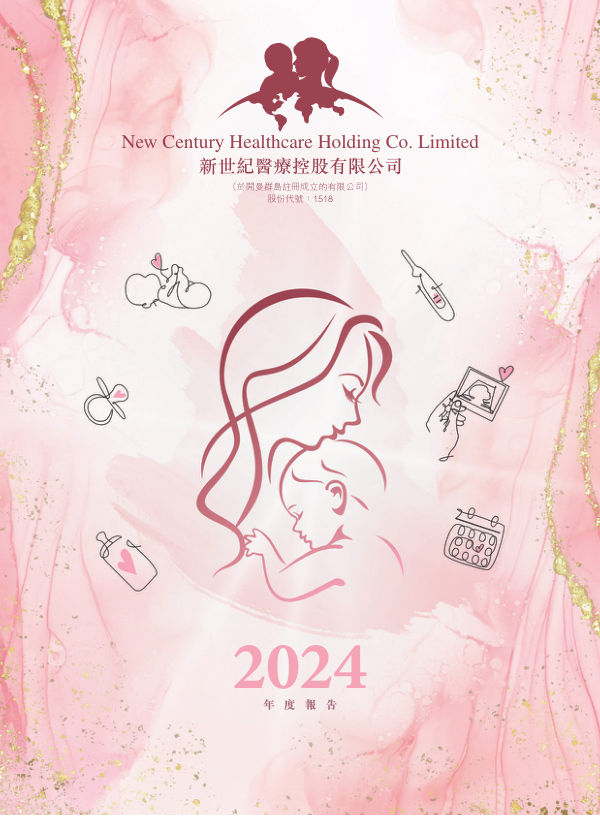 New Century Healthcare Holding Co. Limited
新世紀醫療控股有限公司
（於開曼群島註冊成立的有限公司）
股份代號：1518
2024
年度報告